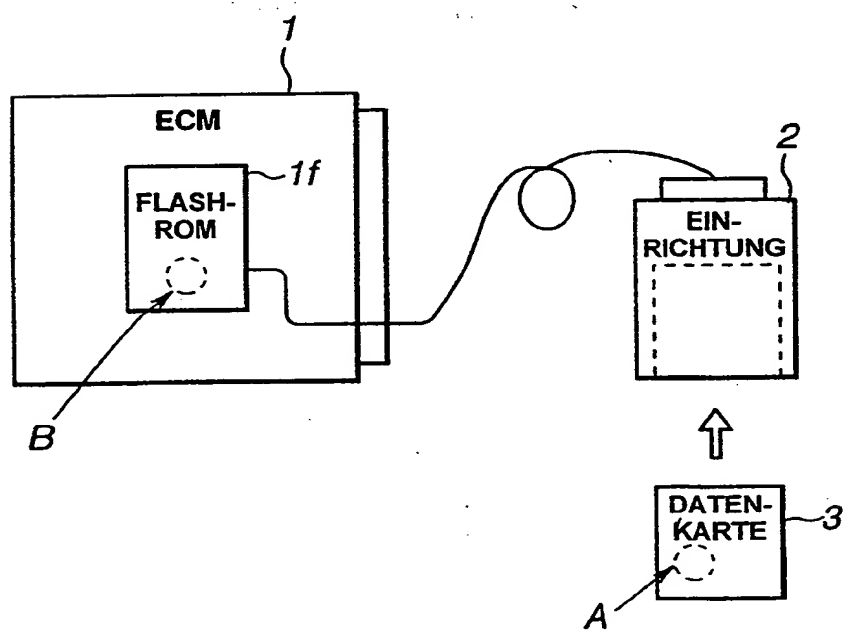 1
ECM
1f
FLASH-
ROM
B
2
EIN-
RICHTUNG
DATEN-
KARTE
3
A